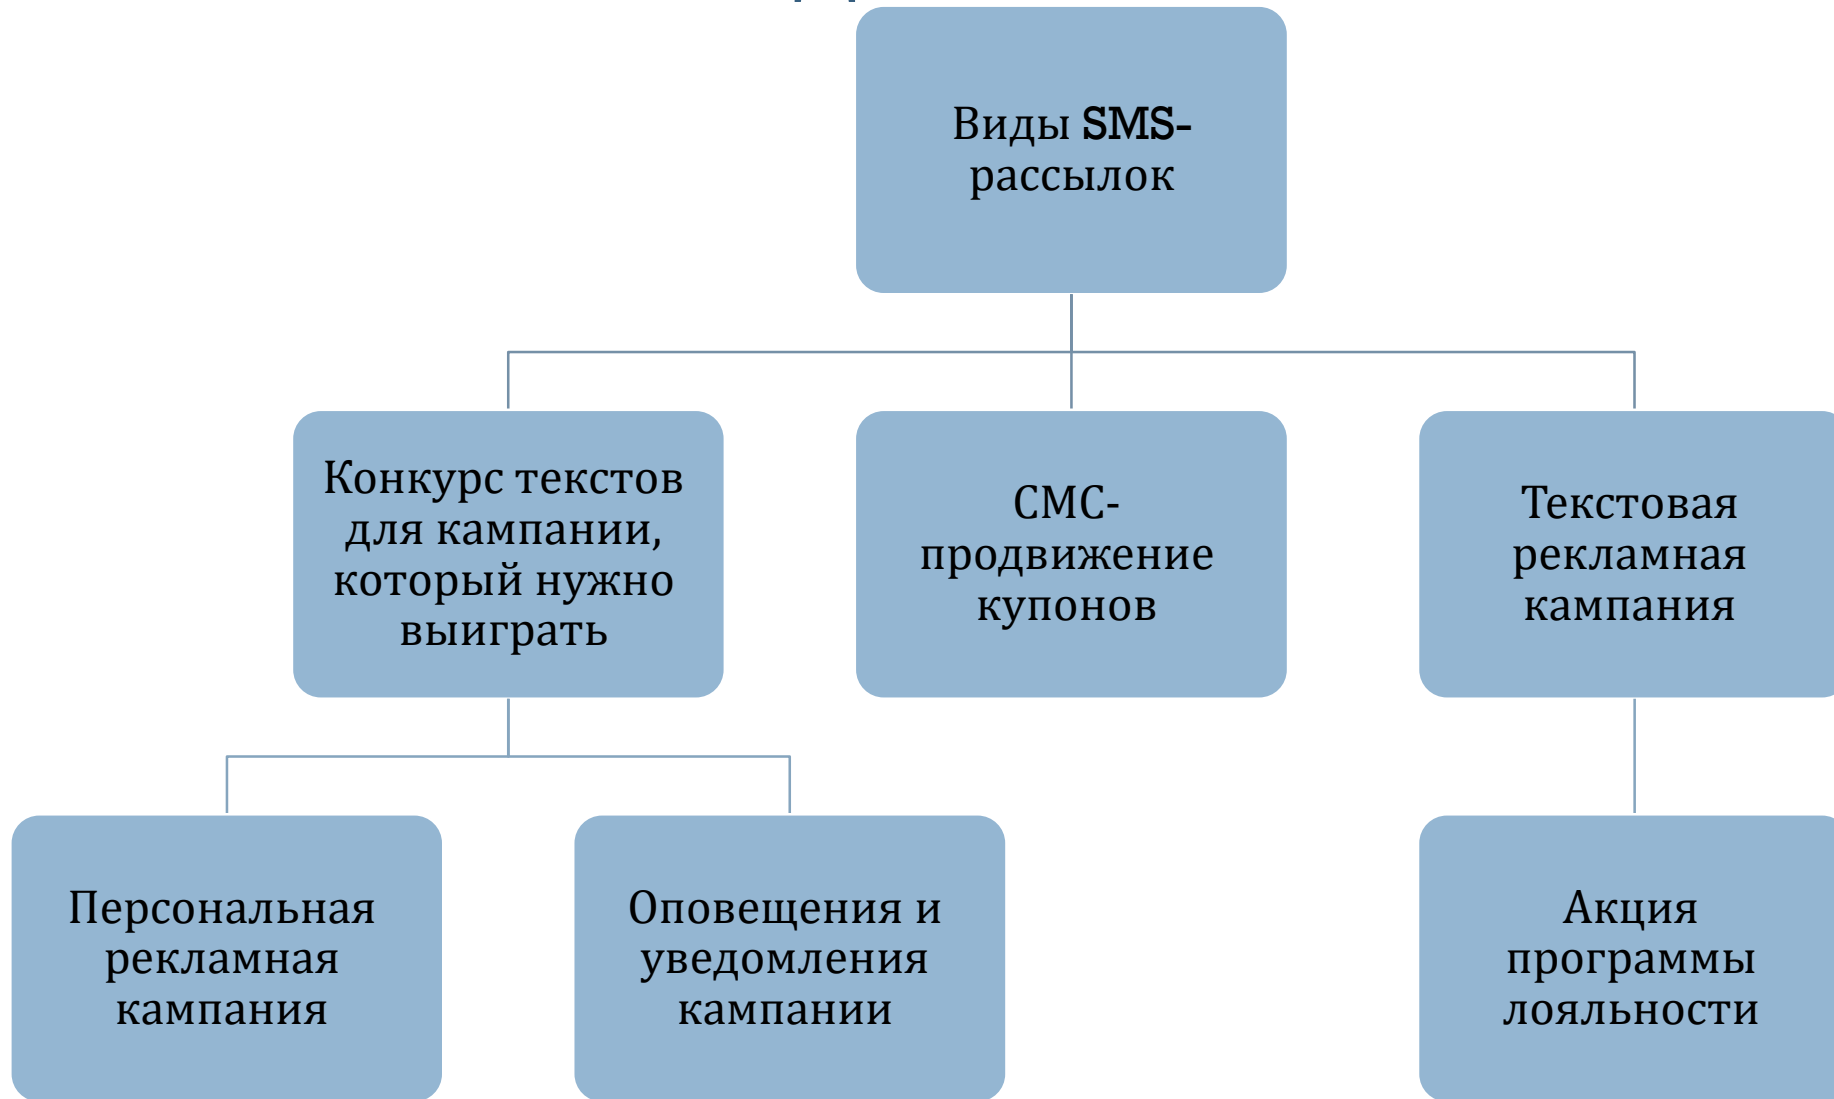 Виды SMS-
рассылок
Конкурс текстов
для кампании,
который нужно
выиграть
СМС-
продвижение
купонов
Текстовая
рекламная
кампания
Персональная
рекламная
кампания
Оповещения и
уведомления
кампании
Акция
программы
лояльности